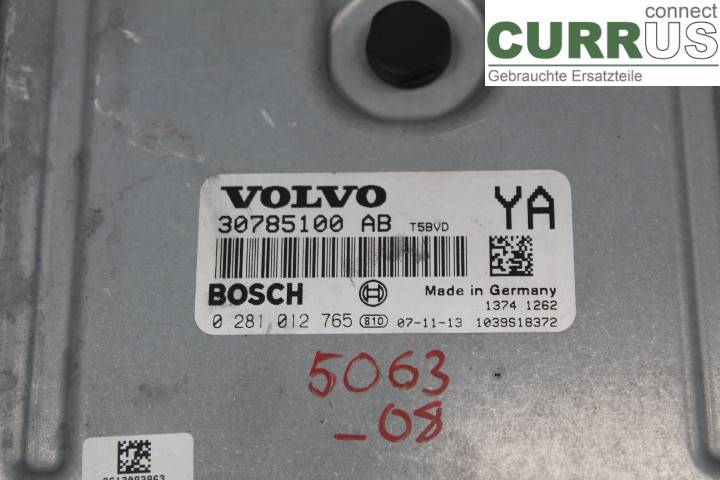 connect
CURRUS
Gebrauchte Ersatzteile
VOLVO
YA
30785100 AB T5BVD
BOSCH
Made in Germany
1374 1262
0 281 012 765 810 07-11-13 1039S18372
5063
-08